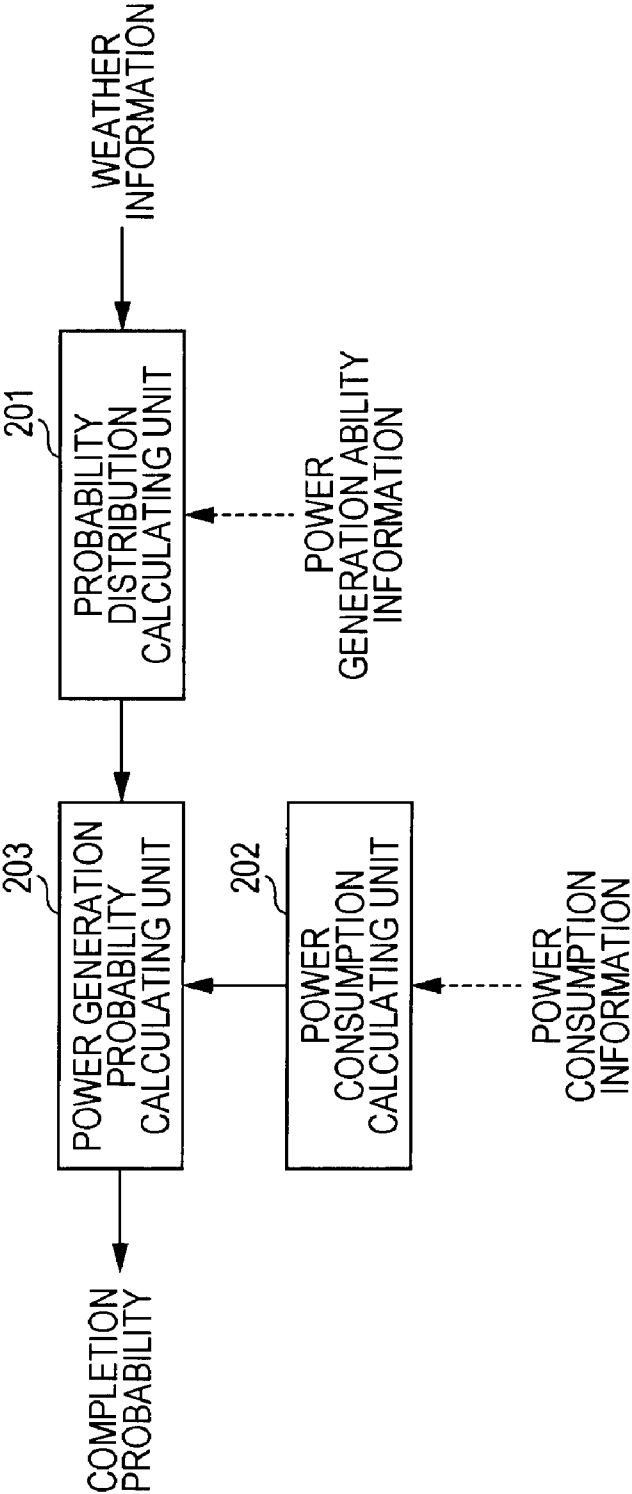 COMPLETION
PROBABILITY
203
POWER GENERATION
PROBABILITY
CALCULATING UNIT
201
PROBABILITY
DISTRIBUTION
CALCULATING UNIT
WEATHER
INFORMATION
202
POWER
CONSUMPTION
CALCULATING UNIT
POWER
GENERATION ABILITY
INFORMATION
POWER
CONSUMPTION
INFORMATION